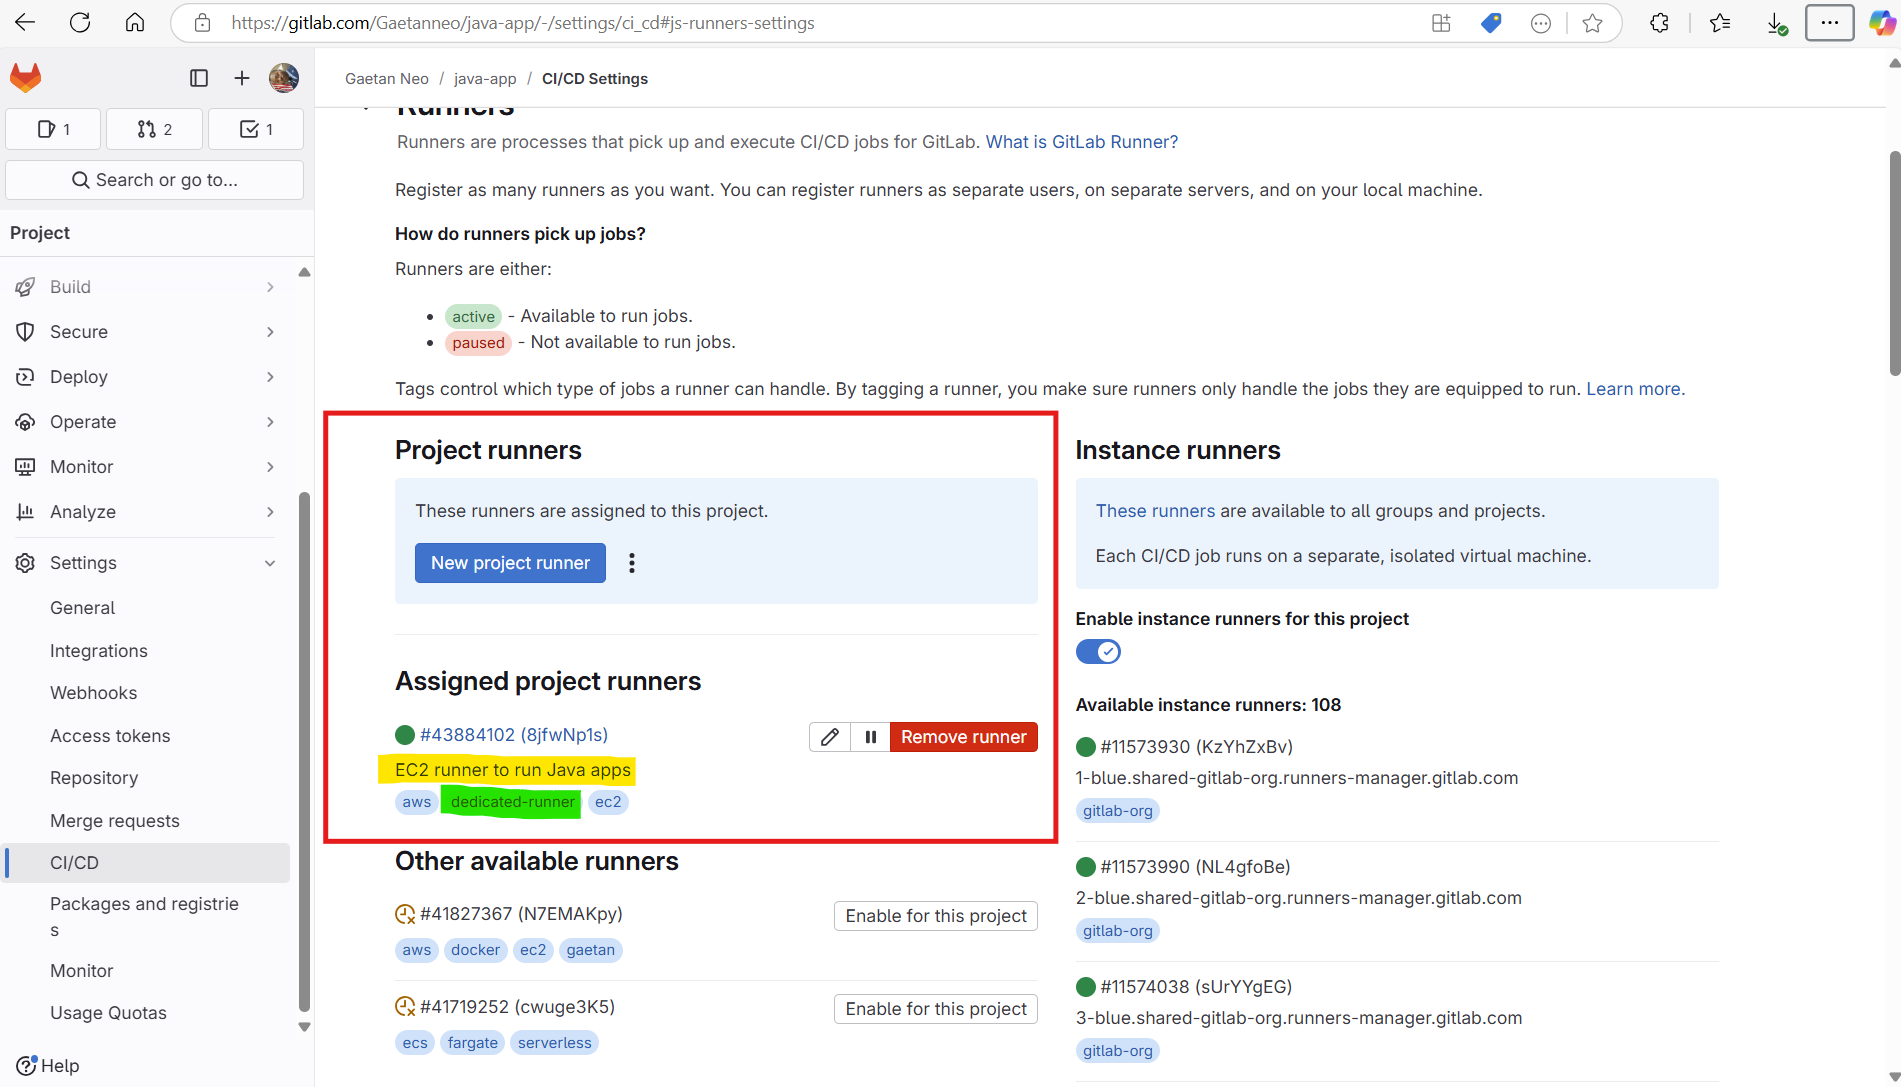 https://gitlab.com/Gaetanneo/java-app/-/settings/ci_cd#js-runners-settings
1
2
1
Search or go to...
Project
Build
Secure
Deploy
Operate
Monitor
Analyze
Settings
General
Integrations
Webhooks
Access tokens
Repository
Merge requests
CI/CD
Packages and registrie
s
Monitor
Usage Quotas
Help
Gaetan Neo / java-app / CI/CD Settings
Runners
Runners are processes that pick up and execute CI/CD jobs for GitLab. What is GitLab Runner?
Register as many runners as you want. You can register runners as separate users, on separate servers, and on your local machine.
How do runners pick up jobs?
Runners are either:
• active - Available to run jobs.
• paused - Not available to run jobs.
Tags control which type of jobs a runner can handle. By tagging a runner, you make sure runners only handle the jobs they are equipped to run. Learn more.
Project runners
These runners are assigned to this project.
New project runner
Assigned project runners
#43884102 (8jfwNp1s)
Remove runner
EC2 runner to run Java apps
aws dedicated-runner ec2
Other available runners
#41827367 (N7EMAKpy)
Enable for this project
aws docker ec2 gaetan
#41719252 (cwuge3K5)
Enable for this project
ecs fargate serverless
Instance runners
These runners are available to all groups and projects.
Each CI/CD job runs on a separate, isolated virtual machine.
Enable instance runners for this project
Available instance runners: 108
#11573930 (KzYhZxBv)
1-blue.shared-gitlab-org.runners-manager.gitlab.com
gitlab-org
#11573990 (NL4gfoBe)
2-blue.shared-gitlab-org.runners-manager.gitlab.com
gitlab-org
#11574038 (sUrYYgEG)
3-blue.shared-gitlab-org.runners-manager.gitlab.com
gitlab-org